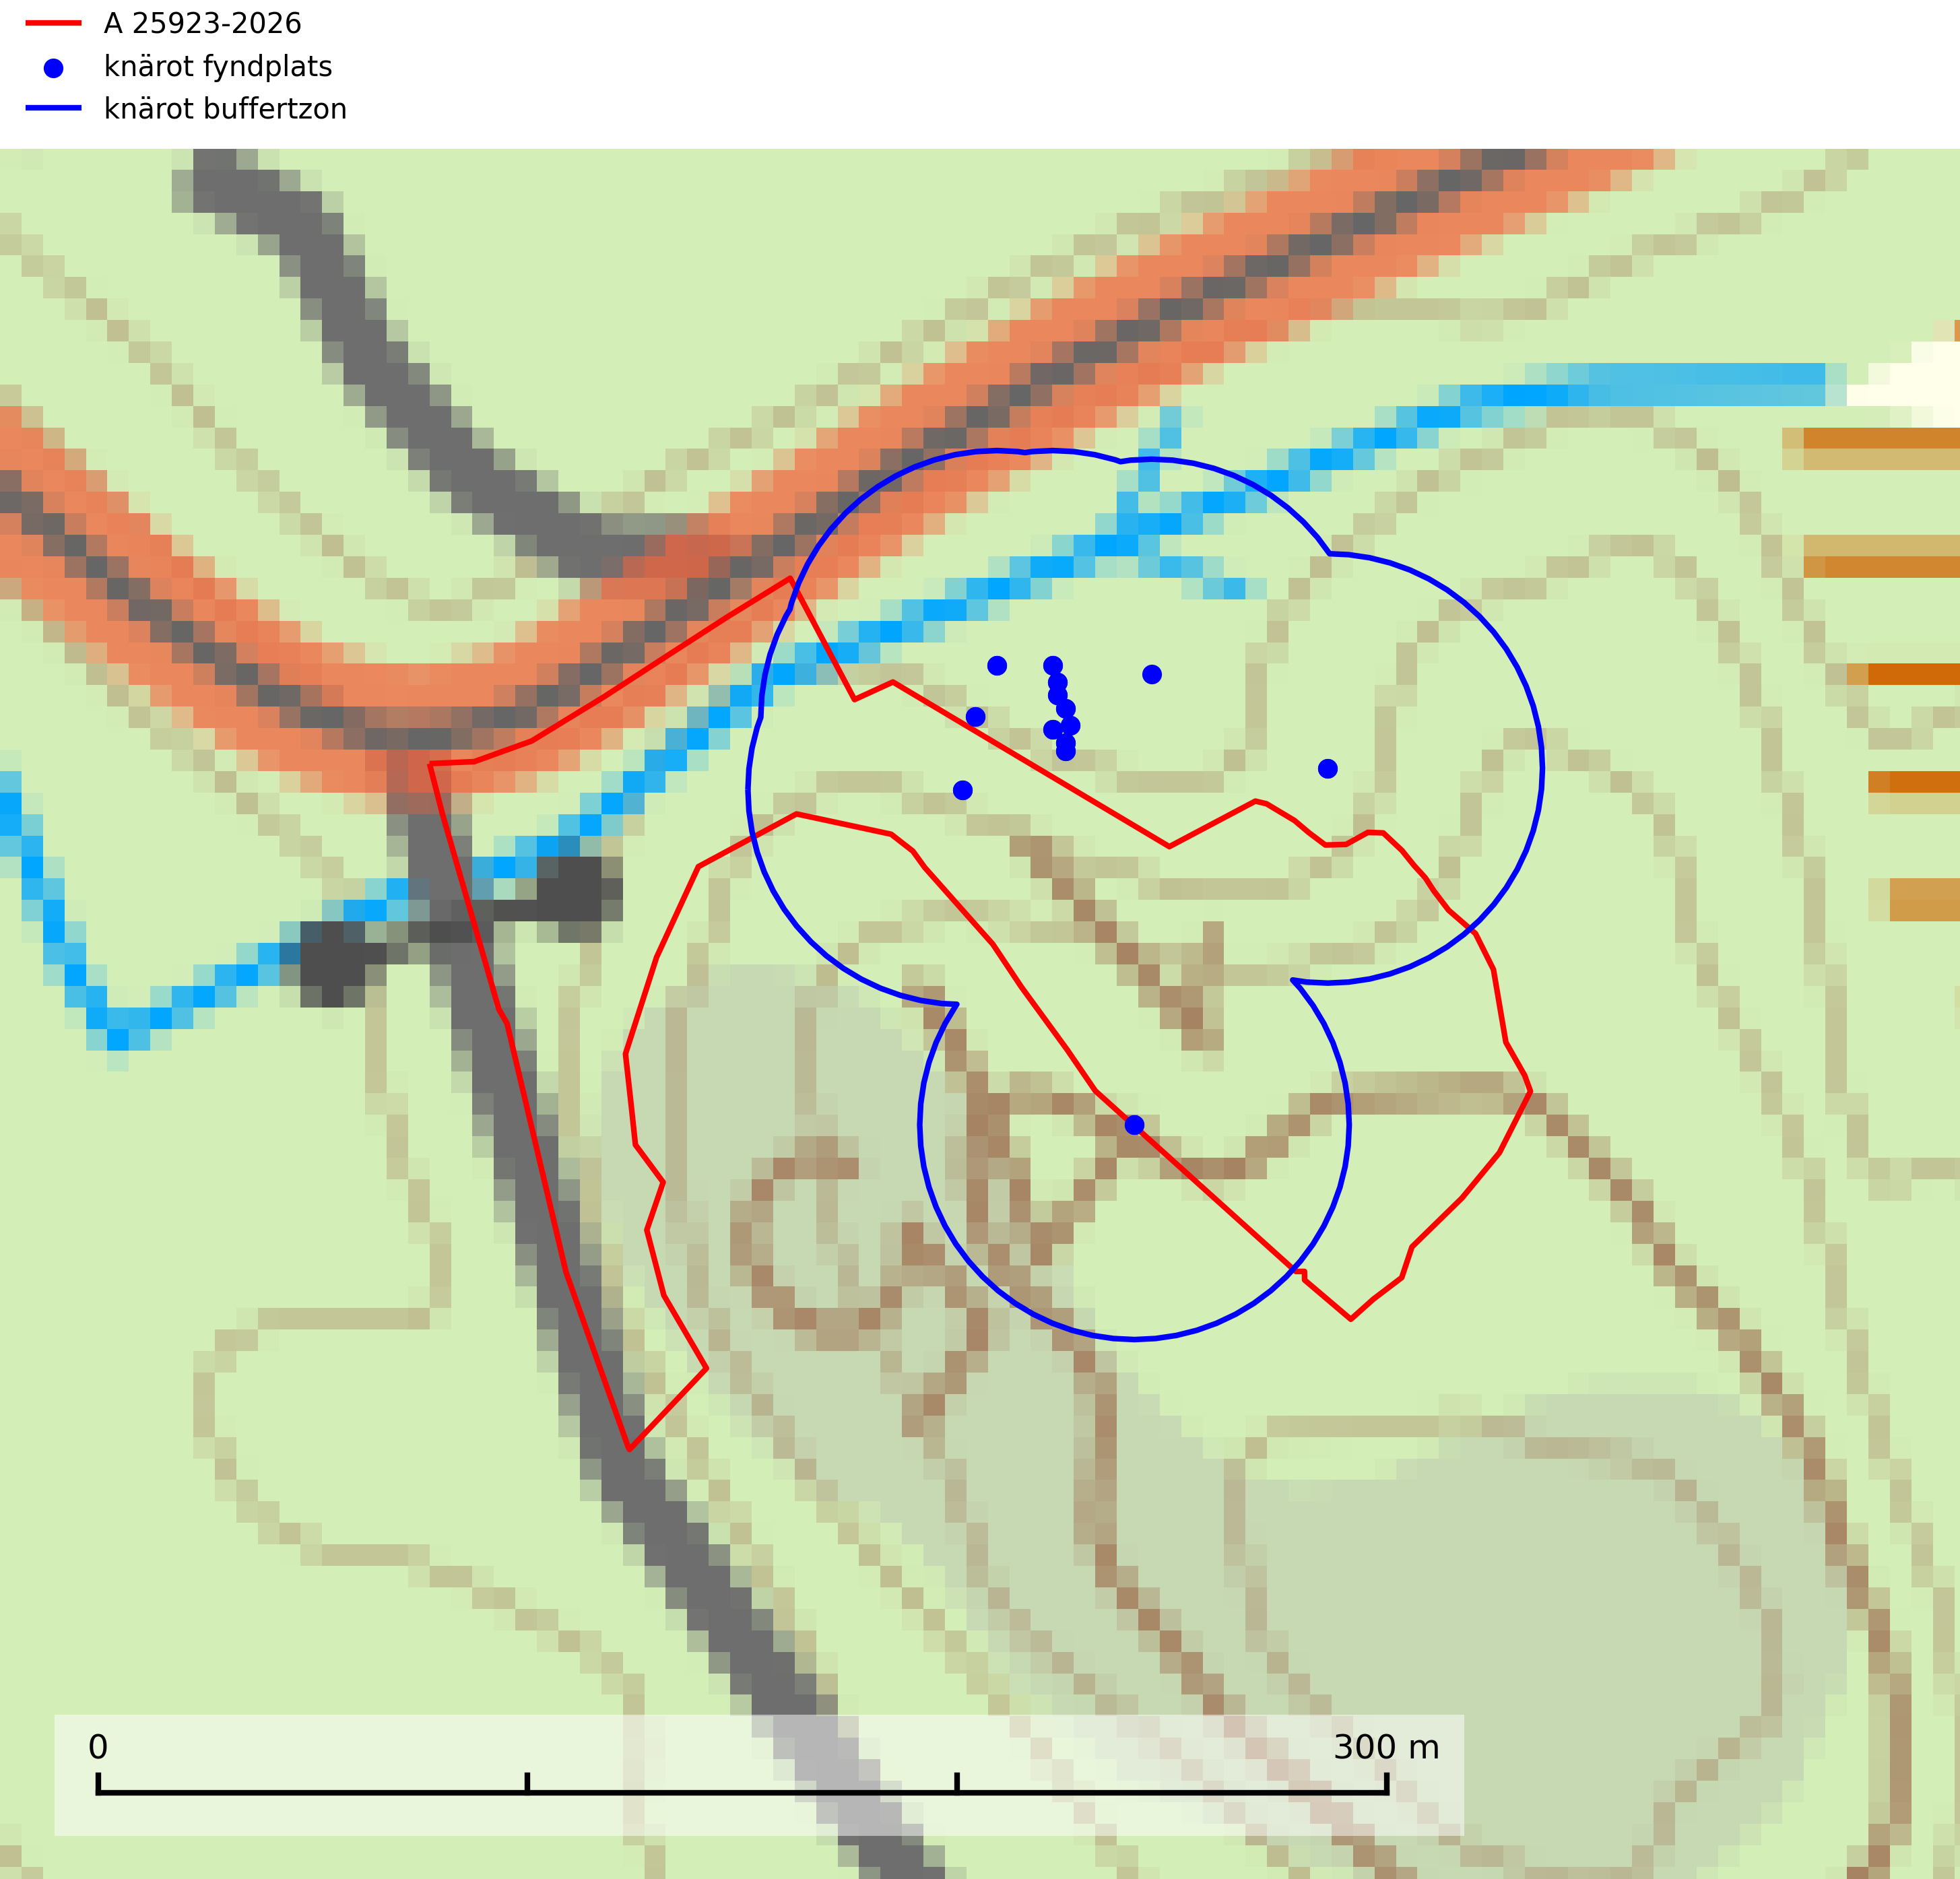 A 25923-2026
knärot fyndplats
knärot buffertzon
0
300 m